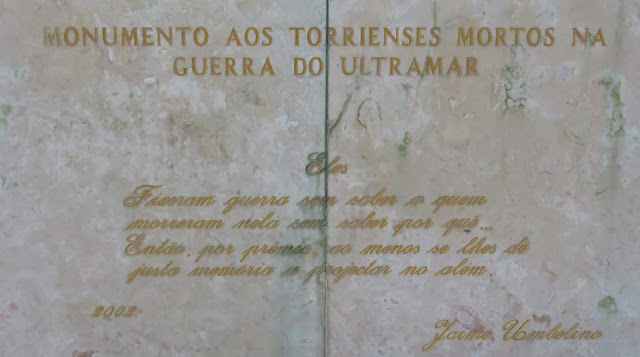 MONUMENTO AOS TORRIENSES MORTOS NA
GUERRA DO ULTRAMAR
Eles
Fizeram guerra sem saber a quem
morreram nela sem saber por quê...
Então, por prémio, ao menos se lhes dê
justa memória a projectar no além.
2002
Jaime Umbelino